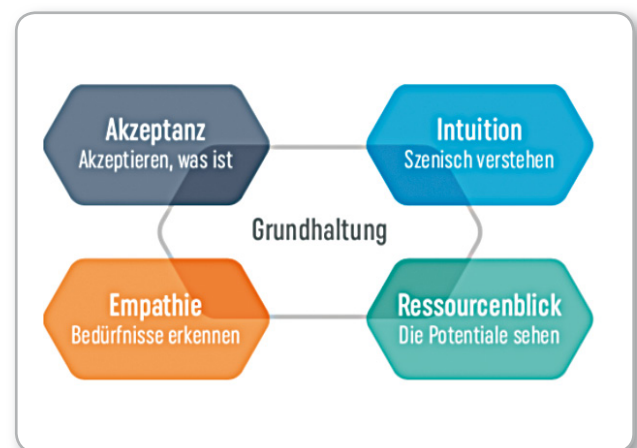 Akzeptanz
Akzeptieren, was ist
Intuition
Szenisch verstehen
Grundhaltung
Empathie
Bedürfnisse erkennen
Ressourcenblick
Die Potentiale sehen